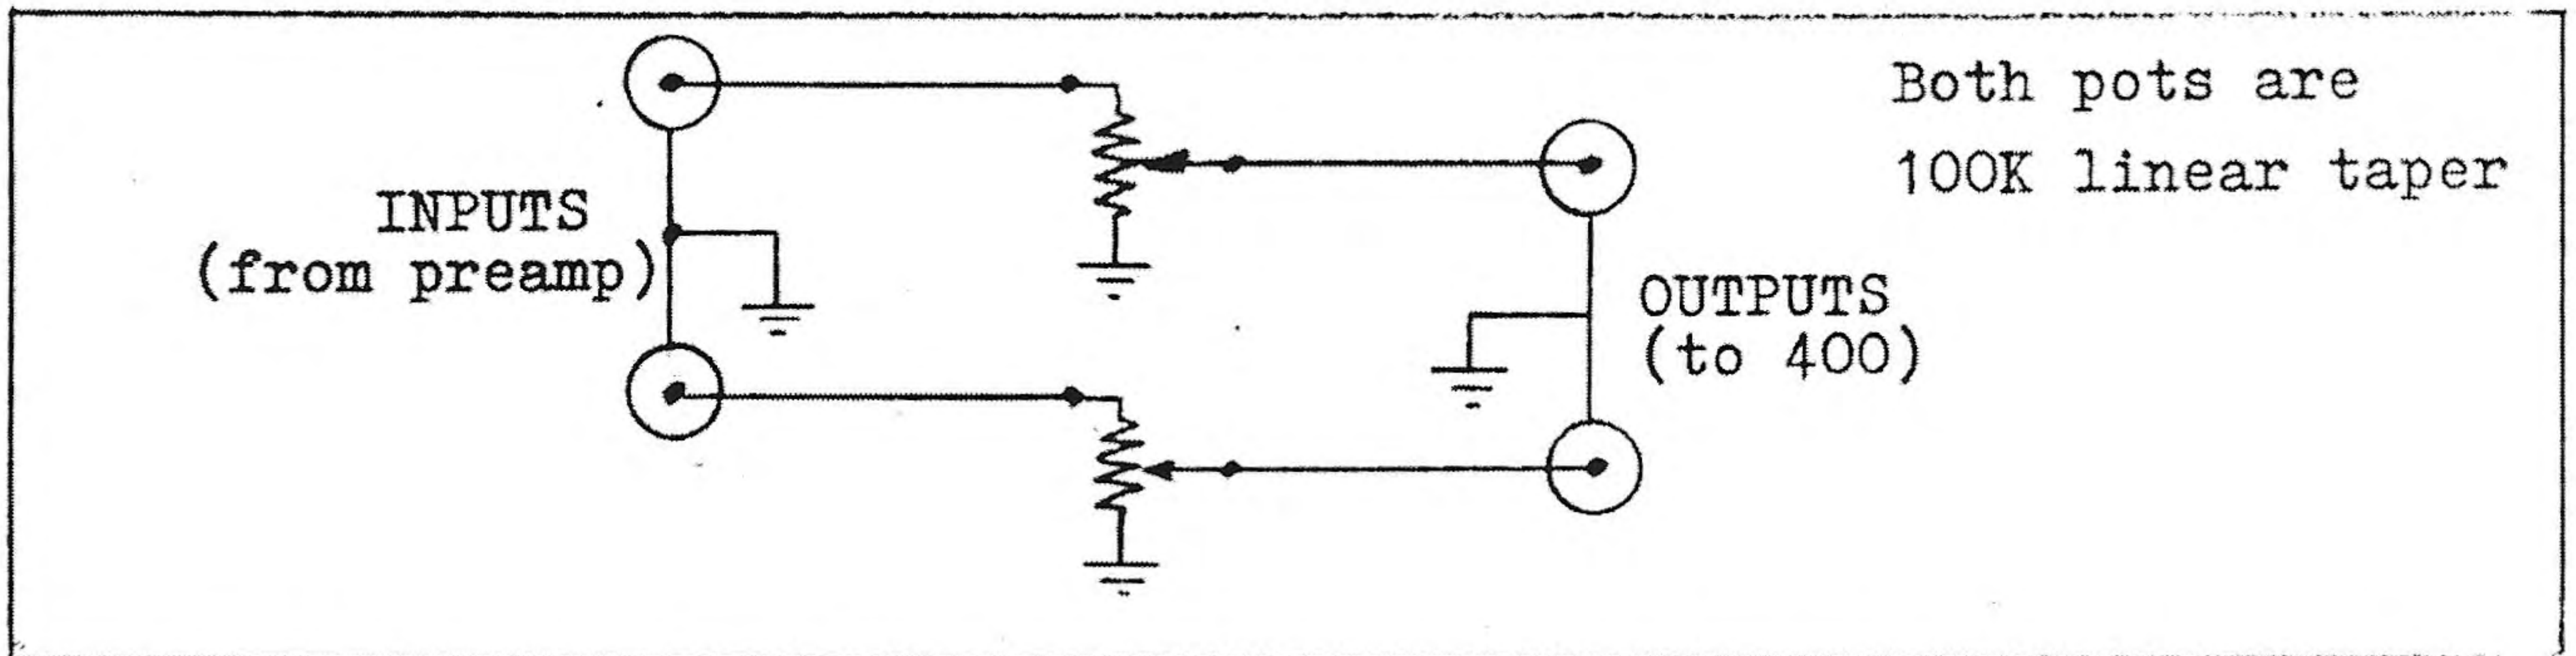 Both pots are
100K linear taper
INPUTS
(from preamp)
OUTPUTS
(to 400)